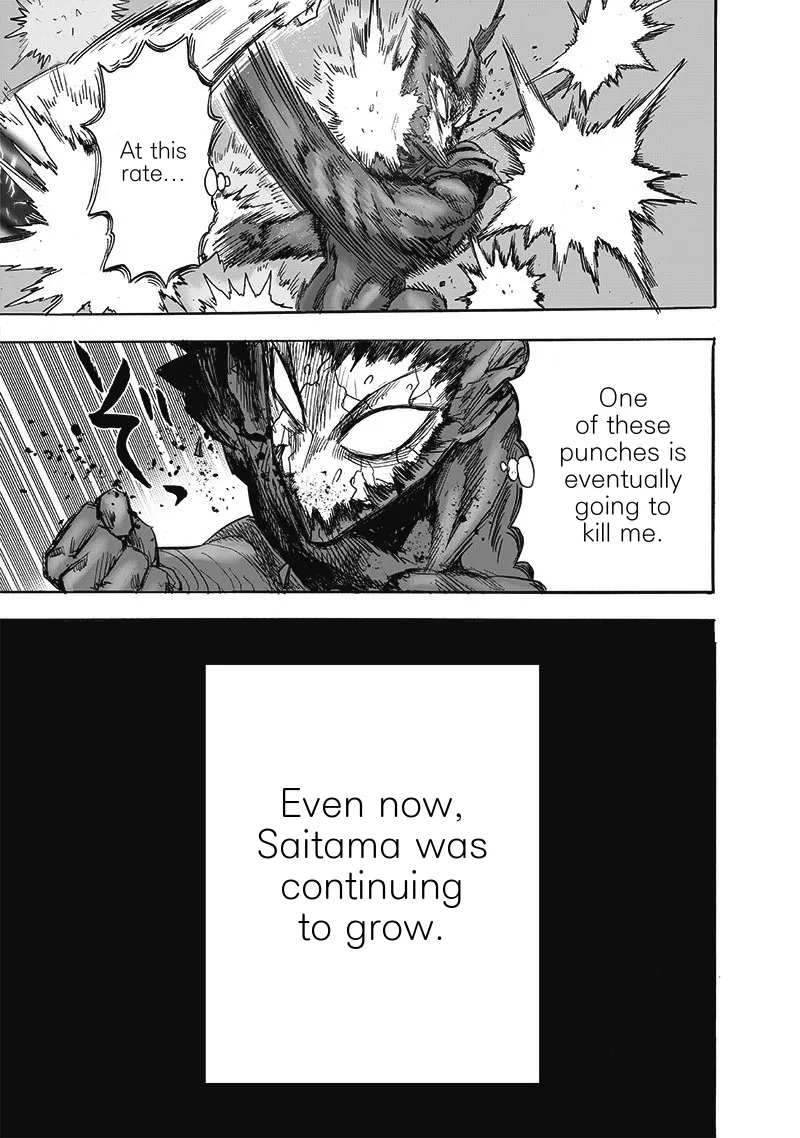 At this
rate...
One
of these
punches is
eventually
going to
kill me.
Even now,
Saitama was
continuing
to grow.